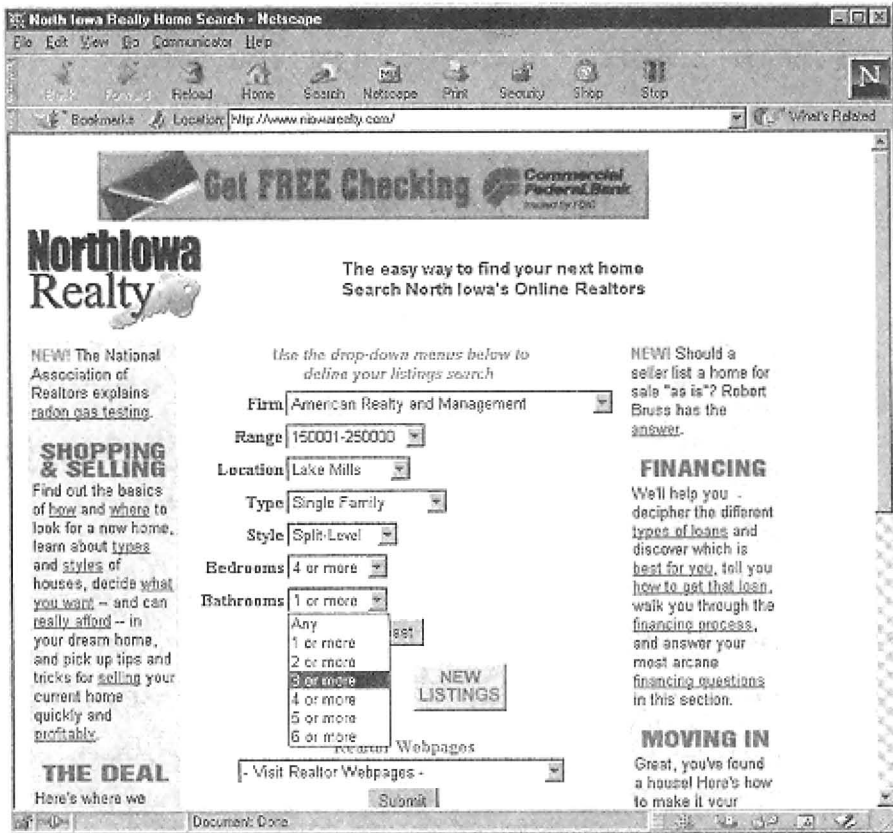 North Iowa Realty Home Search - Netscape
File Edit View Go Communicator Help
Back Forward Reload Home Search Netscape Print Security Shop Stop
Bookmarks Location: http://www.niowarealty.com/ What's Related
Get FREE Checking Commercial
Federal Bank
Insured by FDIC
NorthIowa
Realty
The easy way to find your next home
Search North Iowa's Online Realtors
NEW! The National
Association of
Realtors explains
radon gas testing.
SHOPPING
& SELLING
Find out the basics
of how and where to
look for a new home,
learn about types
and styles of
houses, decide what
you want -- and can
really afford -- in
your dream home,
and pick up tips and
tricks for selling your
current home
quickly and
profitably.
THE DEAL
Here's where we
Use the drop-down menus below to
define your listings search
Firm American Realty and Management
Range 150001-250000
Location Lake Mills
Type Single Family
Style Split-Level
Bedrooms 4 or more
Bathrooms 1 or more
Any
1 or more
2 or more
3 or more
4 or more
5 or more
6 or more
NEW
LISTINGS
Realtor Webpages
- Visit Realtor Webpages -
Submit
NEW! Should a
seller list a home for
sale "as is"? Robert
Bruss has the
answer.
FINANCING
We'll help you
decipher the different
types of loans and
discover which is
best for you, tell you
how to get that loan,
walk you through the
financing process,
and answer your
most arcane
financing questions
in this section.
MOVING IN
Great, you've found
a house! Here's how
to make it your
Document: Done